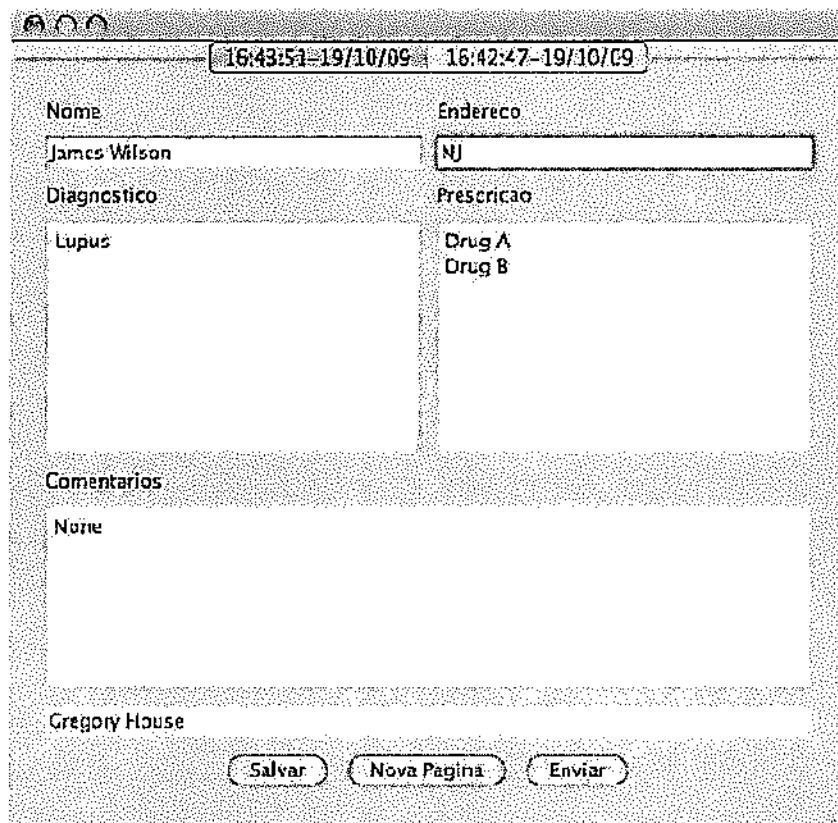 16:43:51-19/10/09 16:42:47-19/10/09
Nome Endereco
James Wilson NJ
Diagnostico Prescricao
Lupus Drug A
Drug B
Comentarios
None
Gregory House
Salvar Nova Pagina Enviar